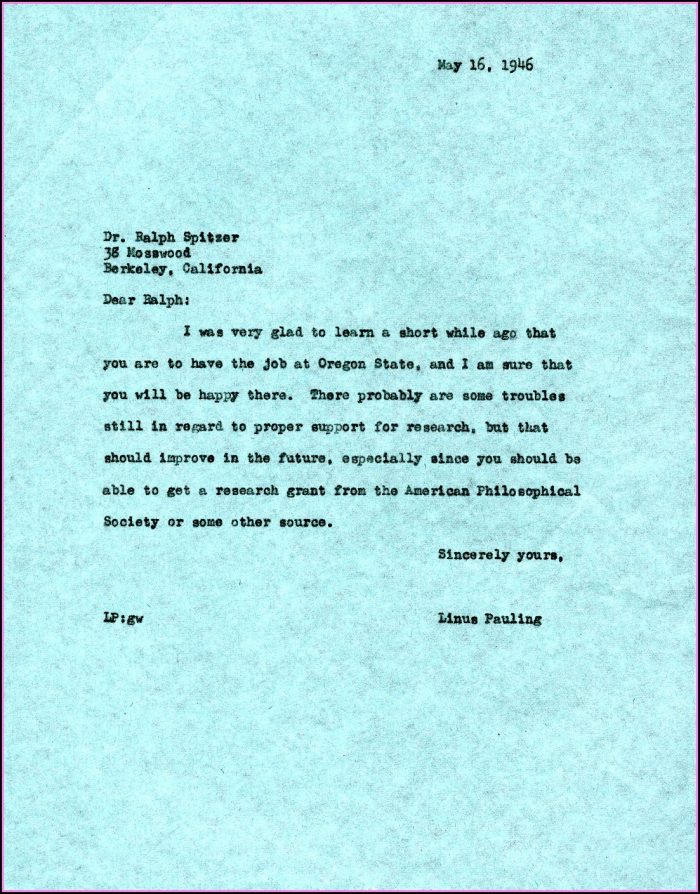 May 16, 1946
Dr. Ralph Spitzer
38 Mosswood
Berkeley, California
Dear Ralph:
I was very glad to learn a short while ago that
you are to have the job at Oregon State, and I am sure that
you will be happy there. There probably are some troubles
still in regard to proper support for research, but that
should improve in the future, especially since you should be
able to get a research grant from the American Philosophical
Society or some other source.
Sincerely yours,
LP:gw
Linus Pauling